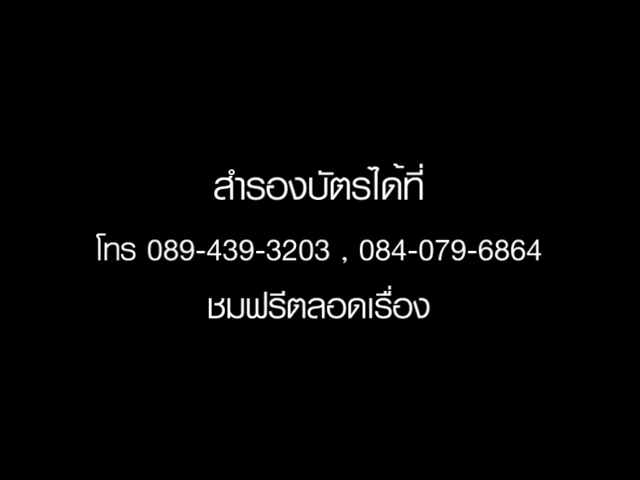 สำรองบัตรได้ที่
โทร 089-439-3203 , 084-079-6864
ชมฟรีตลอดเรื่อง